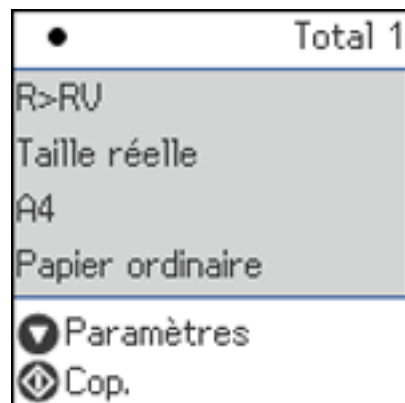 Total 1
R>RV
Taille réelle
A4
Papier ordinaire
Paramètres
Cop.